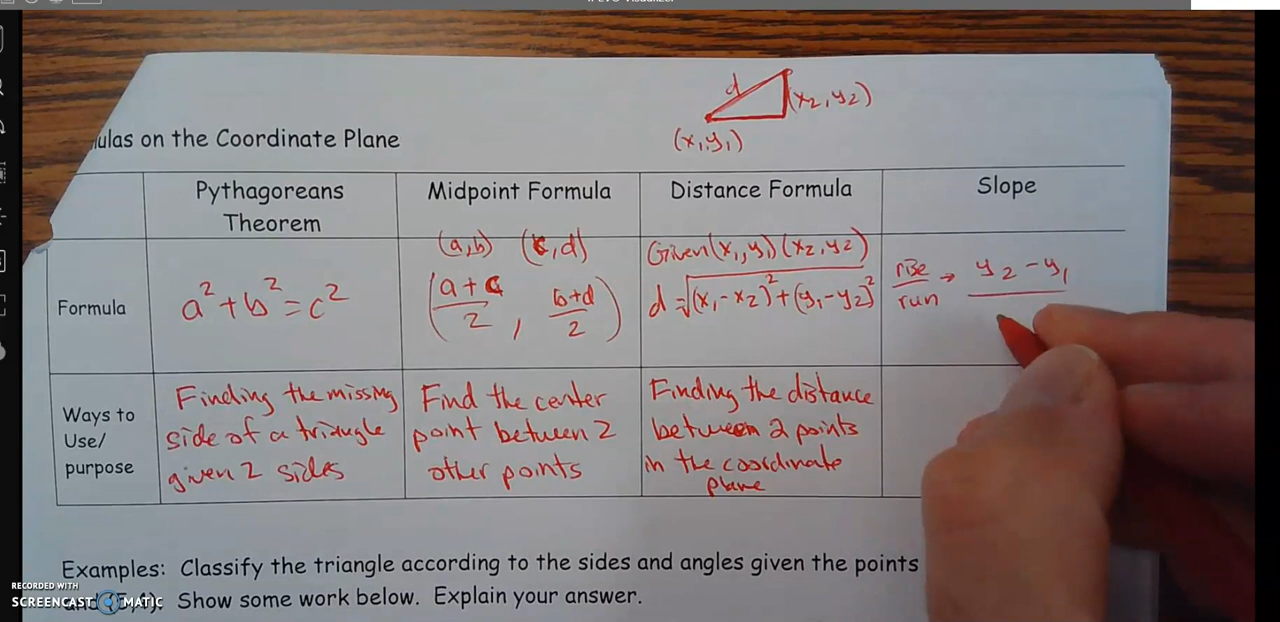 d
(x2,y2)
(x1,y1)
ulas on the Coordinate Plane
Pythagoreans
Theorem
Midpoint Formula
Distance Formula
Slope
Formula
a²+b²=c²
(a,b) (c,d)
(a+c/2, b+d/2)
Given (x1,y1) (x2,y2)
d=√(x1-x2)²+(y1-y2)²
rise/run → y2-y1
Ways to
Use/
purpose
Finding the missing
side of a triangle
given 2 sides
Find the center
point between 2
other points
Finding the distance
between 2 points
in the coordinate
plane
Examples: Classify the triangle according to the sides and angles given the points
Show some work below. Explain your answer.
RECORDED WITH
SCREENCAST MATIC